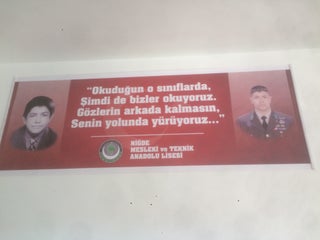 "Okuduğun o sınıflarda,
Şimdi de bizler okuyoruz.
Gözlerin arkada kalmasın,
Senin yolunda yürüyoruz..."
NİĞDE
MESLEKİ ve TEKNİK
ANADOLU LİSESİ